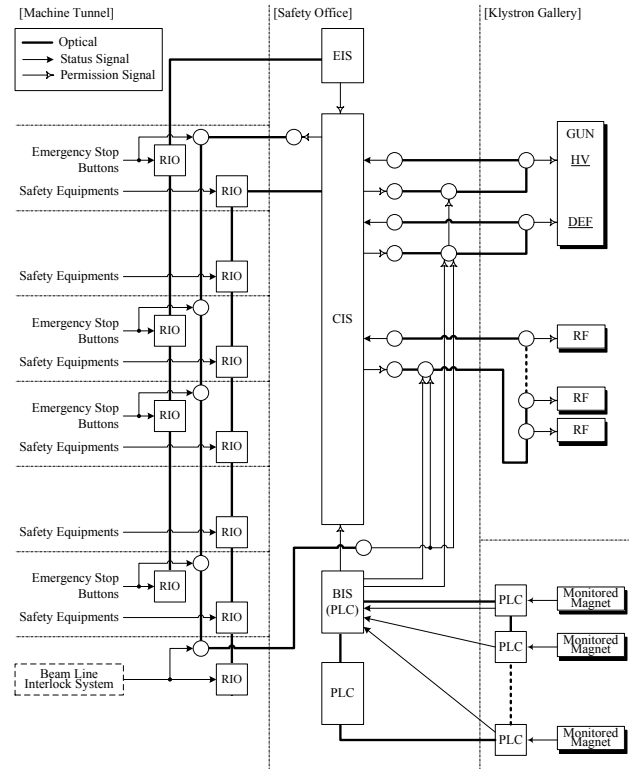 [Machine Tunnel]
[Safety Office]
[Klystron Gallery]
Optical
Status Signal
Permission Signal
EIS
Emergency Stop
Buttons
RIO
Safety Equipments
RIO
GUN
HV
DEF
Safety Equipments
RIO
CIS
Emergency Stop
Buttons
RIO
Safety Equipments
RIO
RF
Emergency Stop
Buttons
RIO
Safety Equipments
RIO
RF
RF
Safety Equipments
RIO
Emergency Stop
Buttons
RIO
Safety Equipments
RIO
BIS
(PLC)
PLC
Monitored
Magnet
PLC
Monitored
Magnet
Beam Line
Interlock System
RIO
PLC
PLC
Monitored
Magnet